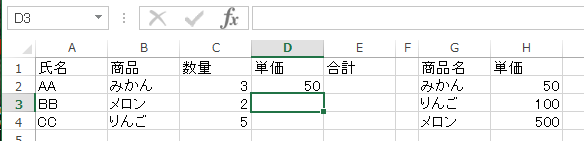 D3 fx
A B C D E F G H
1 氏名 商品 数量 単価 合計 商品名 単価
2 AA みかん 3 50 みかん 50
3 BB メロン 2 りんご 100
4 CC りんご 5 メロン 500